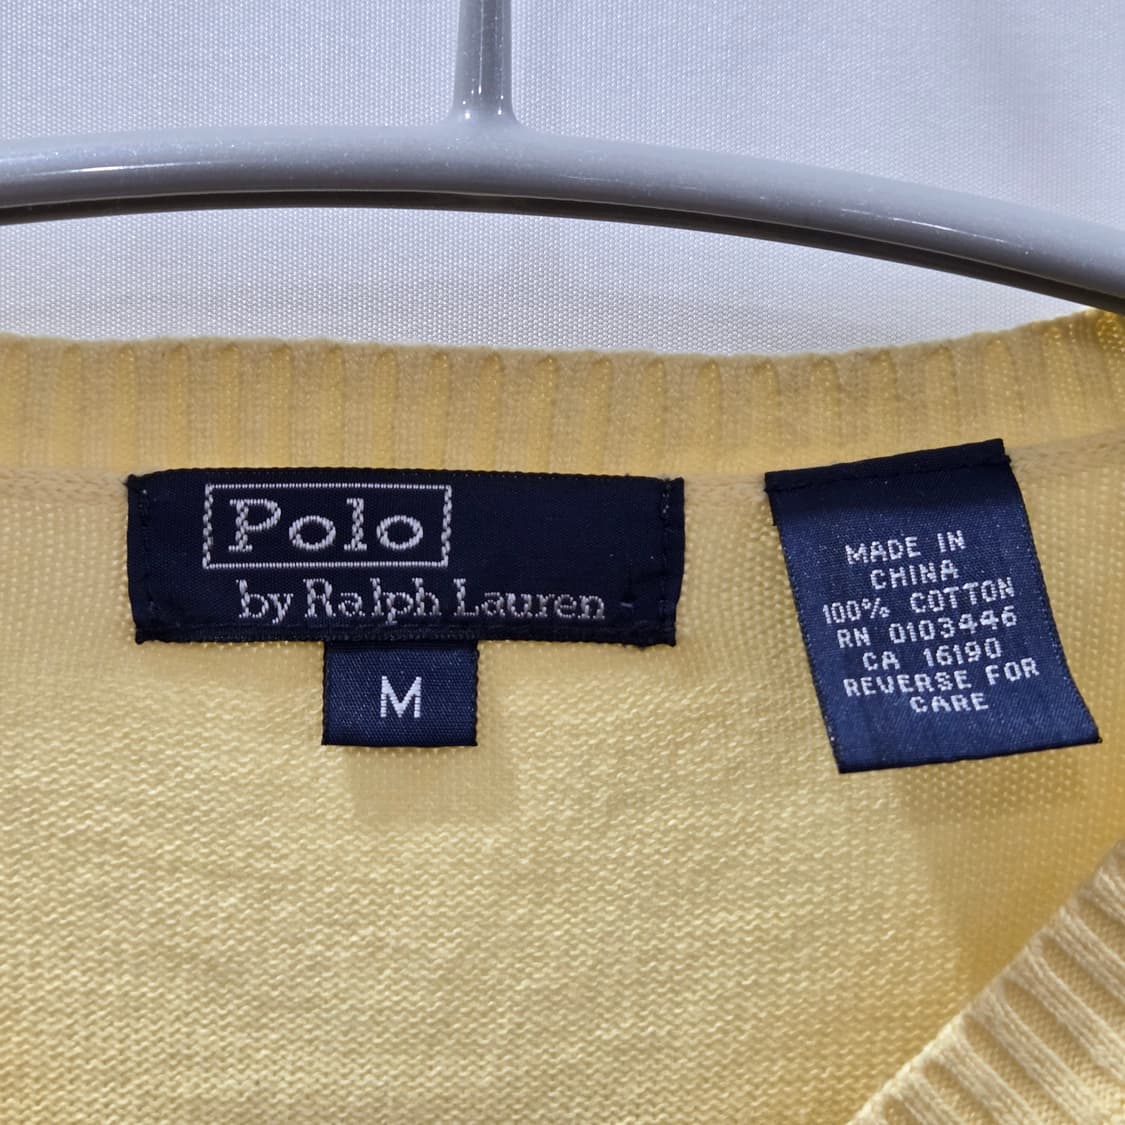 Polo
by Ralph Lauren
M
MADE IN
CHINA
100% COTTON
RN 0103446
CA 16190
REVERSE FOR
CARE